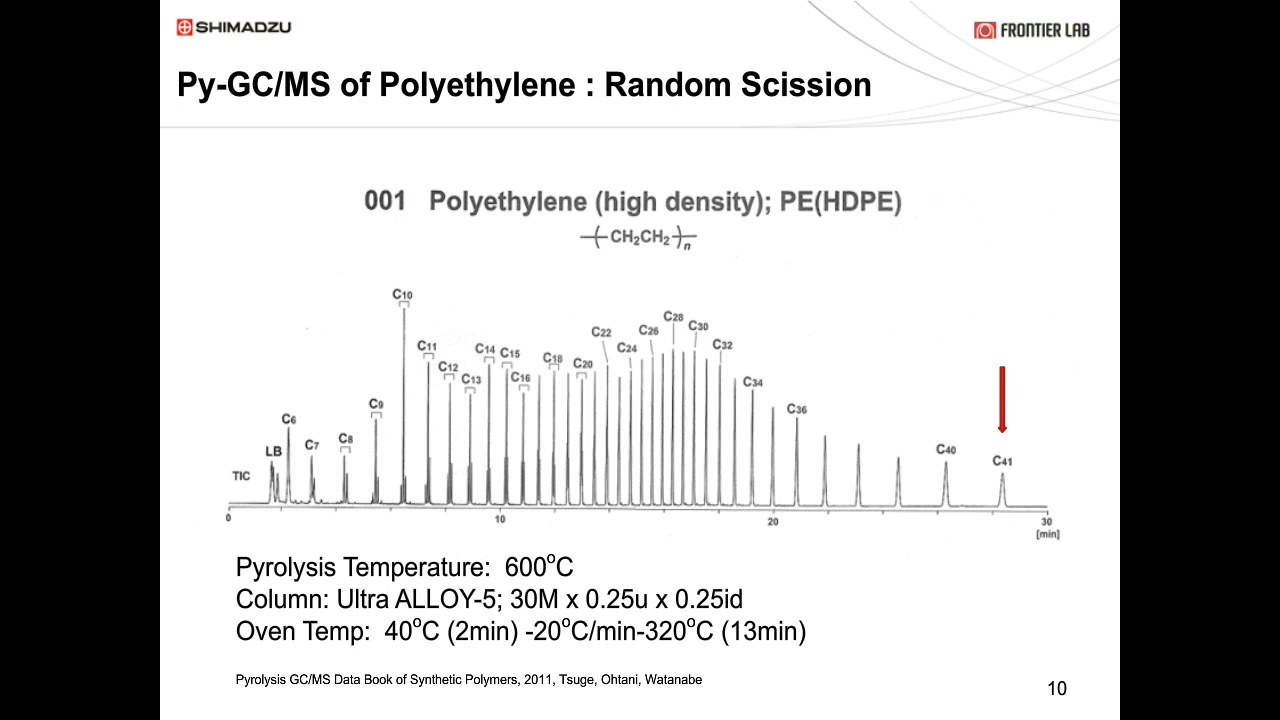 SHIMADZU
FRONTIER LAB
Py-GC/MS of Polyethylene : Random Scission
001 Polyethylene (high density); PE(HDPE)
-(-CH₂CH₂-)-n
C10
C28
C30
C22
C26
C32
C11
C14
C15
C24
C12
C18
C20
C13
C16
C34
C9
C36
C6
C8
C7
LB
C40
C41
TIC
0
10
20
30
[min]
Pyrolysis Temperature: 600°C
Column: Ultra ALLOY-5; 30M x 0.25u x 0.25id
Oven Temp: 40°C (2min) -20°C/min-320°C (13min)
Pyrolysis GC/MS Data Book of Synthetic Polymers, 2011, Tsuge, Ohtani, Watanabe
10